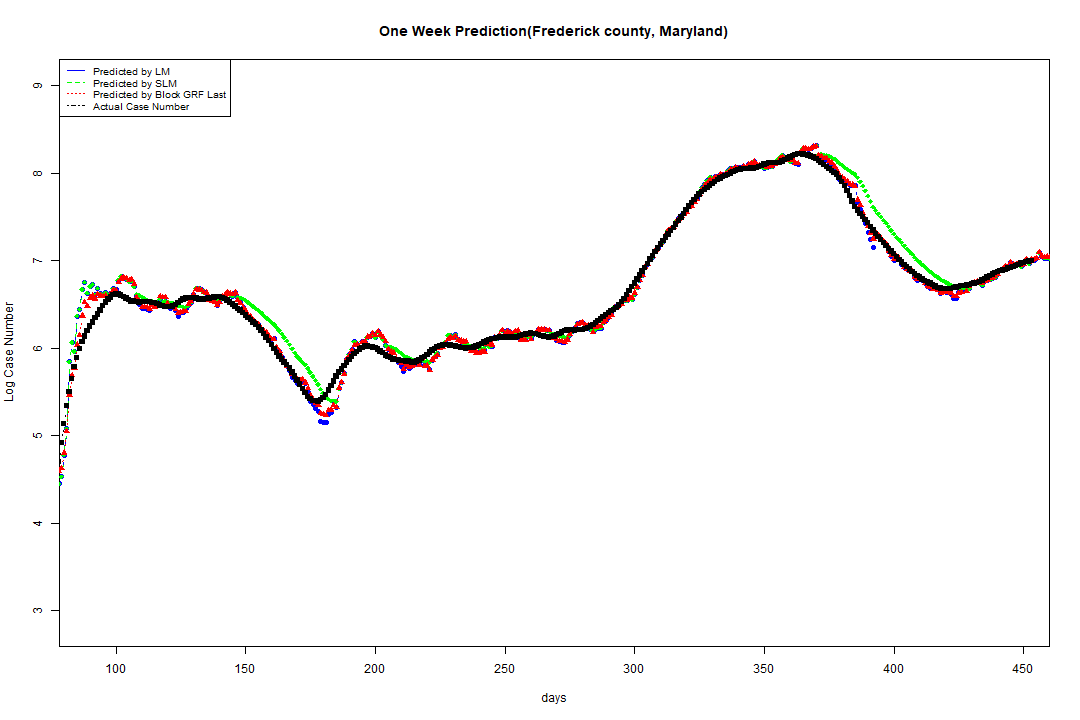 One Week Prediction(Frederick county, Maryland)
Predicted by LM
Predicted by SLM
Predicted by Block GRF Last
Actual Case Number
Log Case Number
9
8
7
6
5
4
3
100 150 200 250 300 350 400 450
days